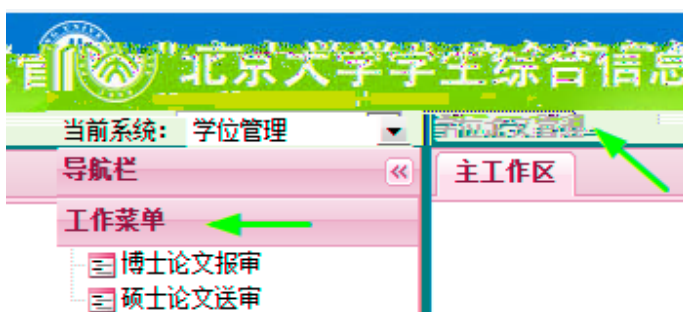 北京大学学生综合信息
当前系统： 学位管理
导航栏
主工作区
工作菜单
博士论文报审
硕士论文送审